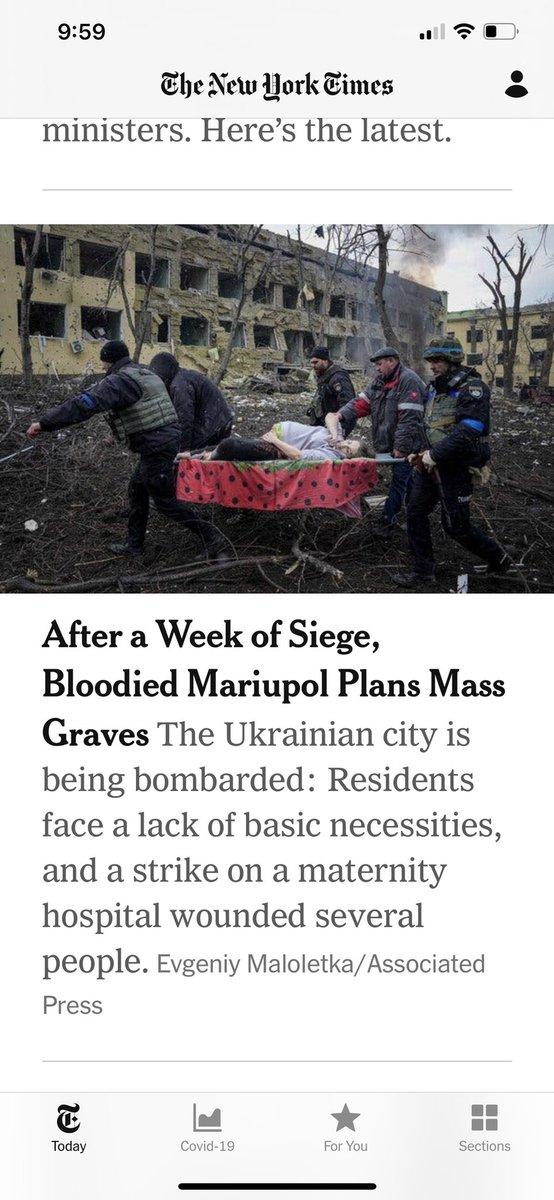 9:59
The New York Times
ministers. Here's the latest.
After a Week of Siege,
Bloodied Mariupol Plans Mass
Graves The Ukrainian city is
being bombarded: Residents
face a lack of basic necessities,
and a strike on a maternity
hospital wounded several
people. Evgeniy Maloletka/Associated
Press
Today Covid-19 For You Sections